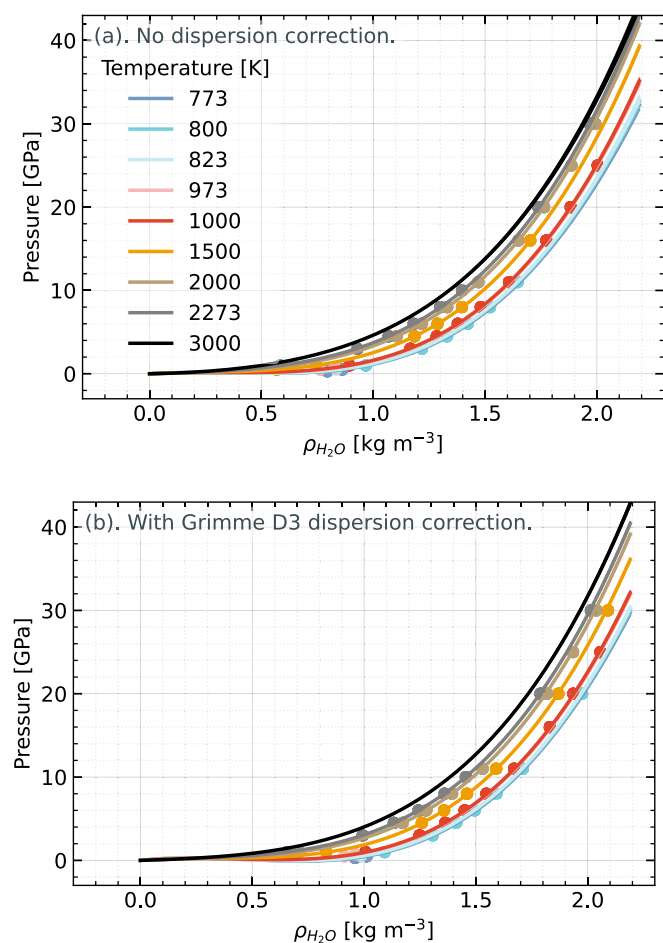 (a). No dispersion correction.
Temperature [K]
773
800
823
973
1000
1500
2000
2273
3000
Pressure [GPa]
40
30
20
10
0
0.0 0.5 1.0 1.5 2.0
ρH₂O [kg m⁻³]
(b). With Grimme D3 dispersion correction.
Pressure [GPa]
40
30
20
10
0
0.0 0.5 1.0 1.5 2.0
ρH₂O [kg m⁻³]